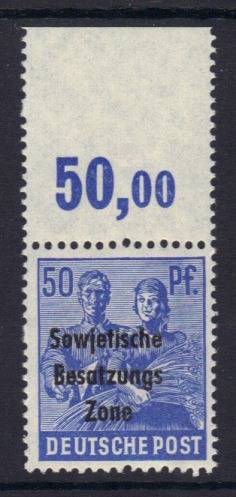 50,00
50 Pf.
Sowjetische
Besatzungs
Zone
DEUTSCHE POST